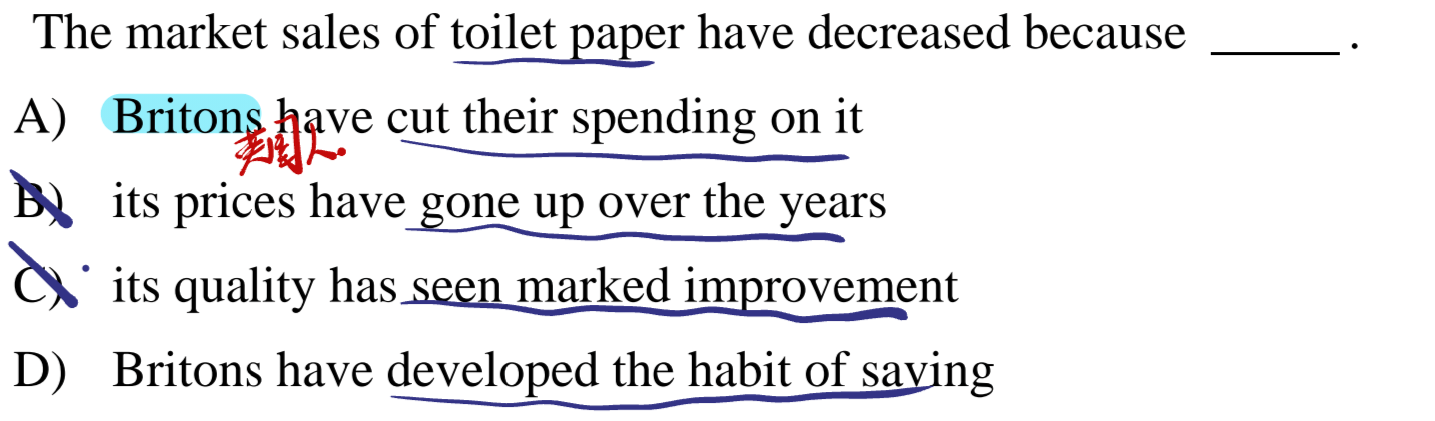 The market sales of toilet paper have decreased because _____ .
A) Britons have cut their spending on it
英国人.
B) its prices have gone up over the years
C) its quality has seen marked improvement
D) Britons have developed the habit of saving